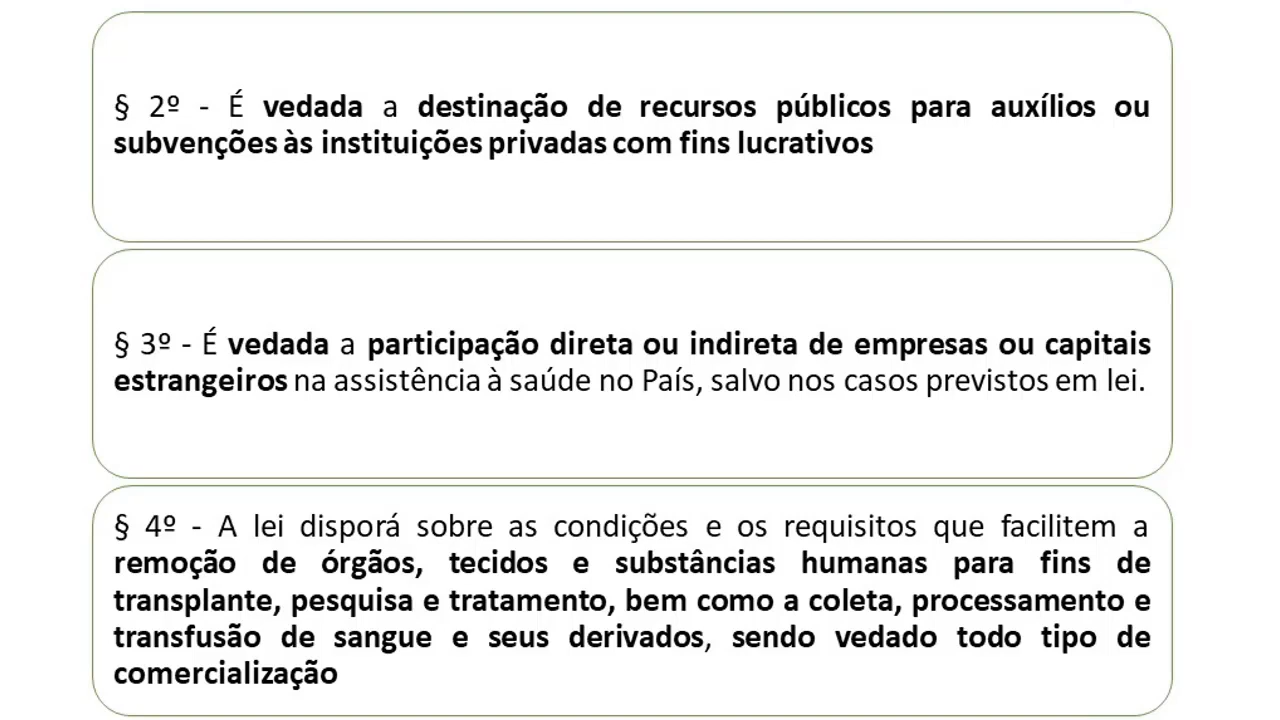 § 2º - É vedada a destinação de recursos públicos para auxílios ou
subvenções às instituições privadas com fins lucrativos
§ 3º - É vedada a participação direta ou indireta de empresas ou capitais
estrangeiros na assistência à saúde no País, salvo nos casos previstos em lei.
§ 4º - A lei disporá sobre as condições e os requisitos que facilitem a
remoção de órgãos, tecidos e substâncias humanas para fins de
transplante, pesquisa e tratamento, bem como a coleta, processamento e
transfusão de sangue e seus derivados, sendo vedado todo tipo de
comercialização